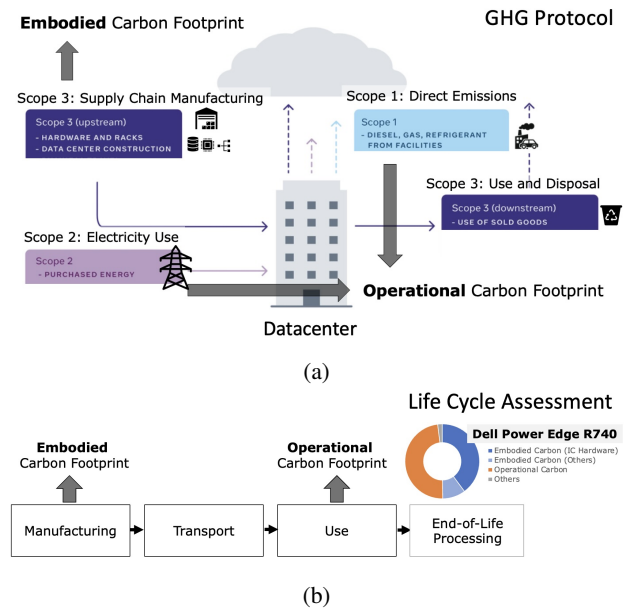 Embodied Carbon Footprint
GHG Protocol
Scope 3: Supply Chain Manufacturing
Scope 3 (upstream)
- HARDWARE AND RACKS
- DATA CENTER CONSTRUCTION
Scope 1: Direct Emissions
Scope 1
- DIESEL, GAS, REFRIGERANT
FROM FACILITIES
Scope 3: Use and Disposal
Scope 3 (downstream)
- USE OF SOLD GOODS
Scope 2: Electricity Use
Scope 2
- PURCHASED ENERGY
Operational Carbon Footprint
Datacenter
(a)
Life Cycle Assessment
Dell Power Edge R740
Embodied Carbon (IC Hardware)
Embodied Carbon (Others)
Operational Carbon
Others
Embodied
Carbon Footprint
Operational
Carbon Footprint
Manufacturing
Transport
Use
End-of-Life
Processing
(b)